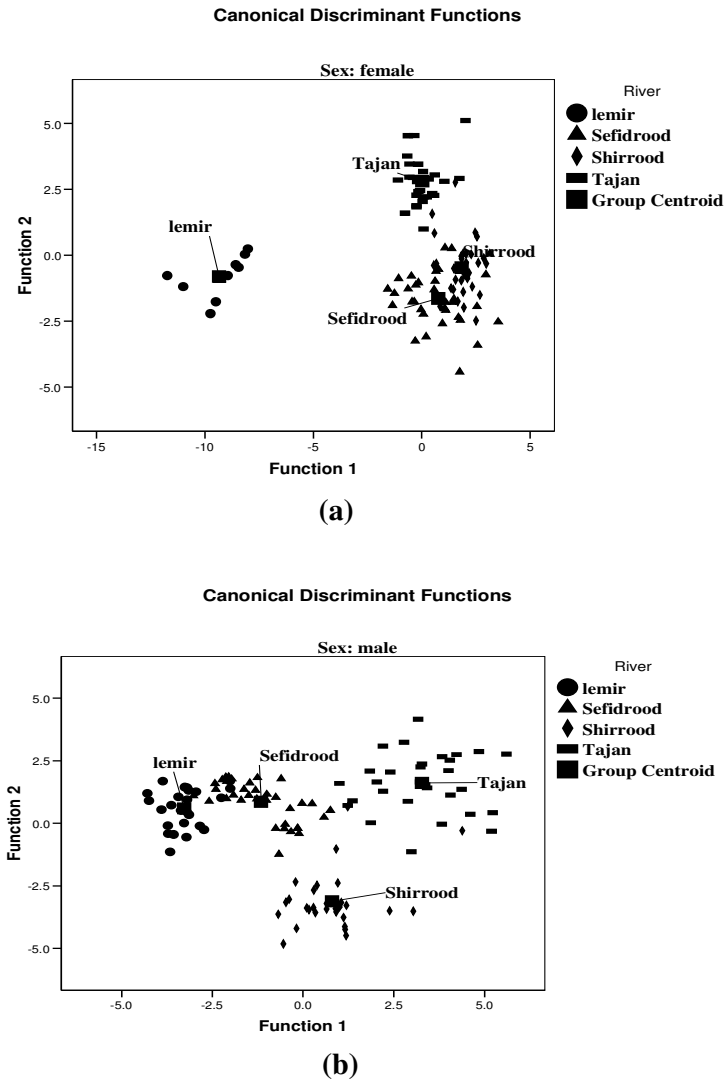 Canonical Discriminant Functions
Sex: female
River
lemir
Sefidrood
Shirrood
Tajan
Group Centroid
5.0
2.5
0.0
-2.5
-5.0
Function 2
Tajan
lemir
Shirrood
Sefidrood
-15 -10 -5 0 5
Function 1
(a)
Canonical Discriminant Functions
Sex: male
River
lemir
Sefidrood
Shirrood
Tajan
Group Centroid
5.0
2.5
0.0
-2.5
-5.0
Function 2
lemir
Sefidrood
Tajan
Shirrood
-5.0 -2.5 0.0 2.5 5.0
Function 1
(b)